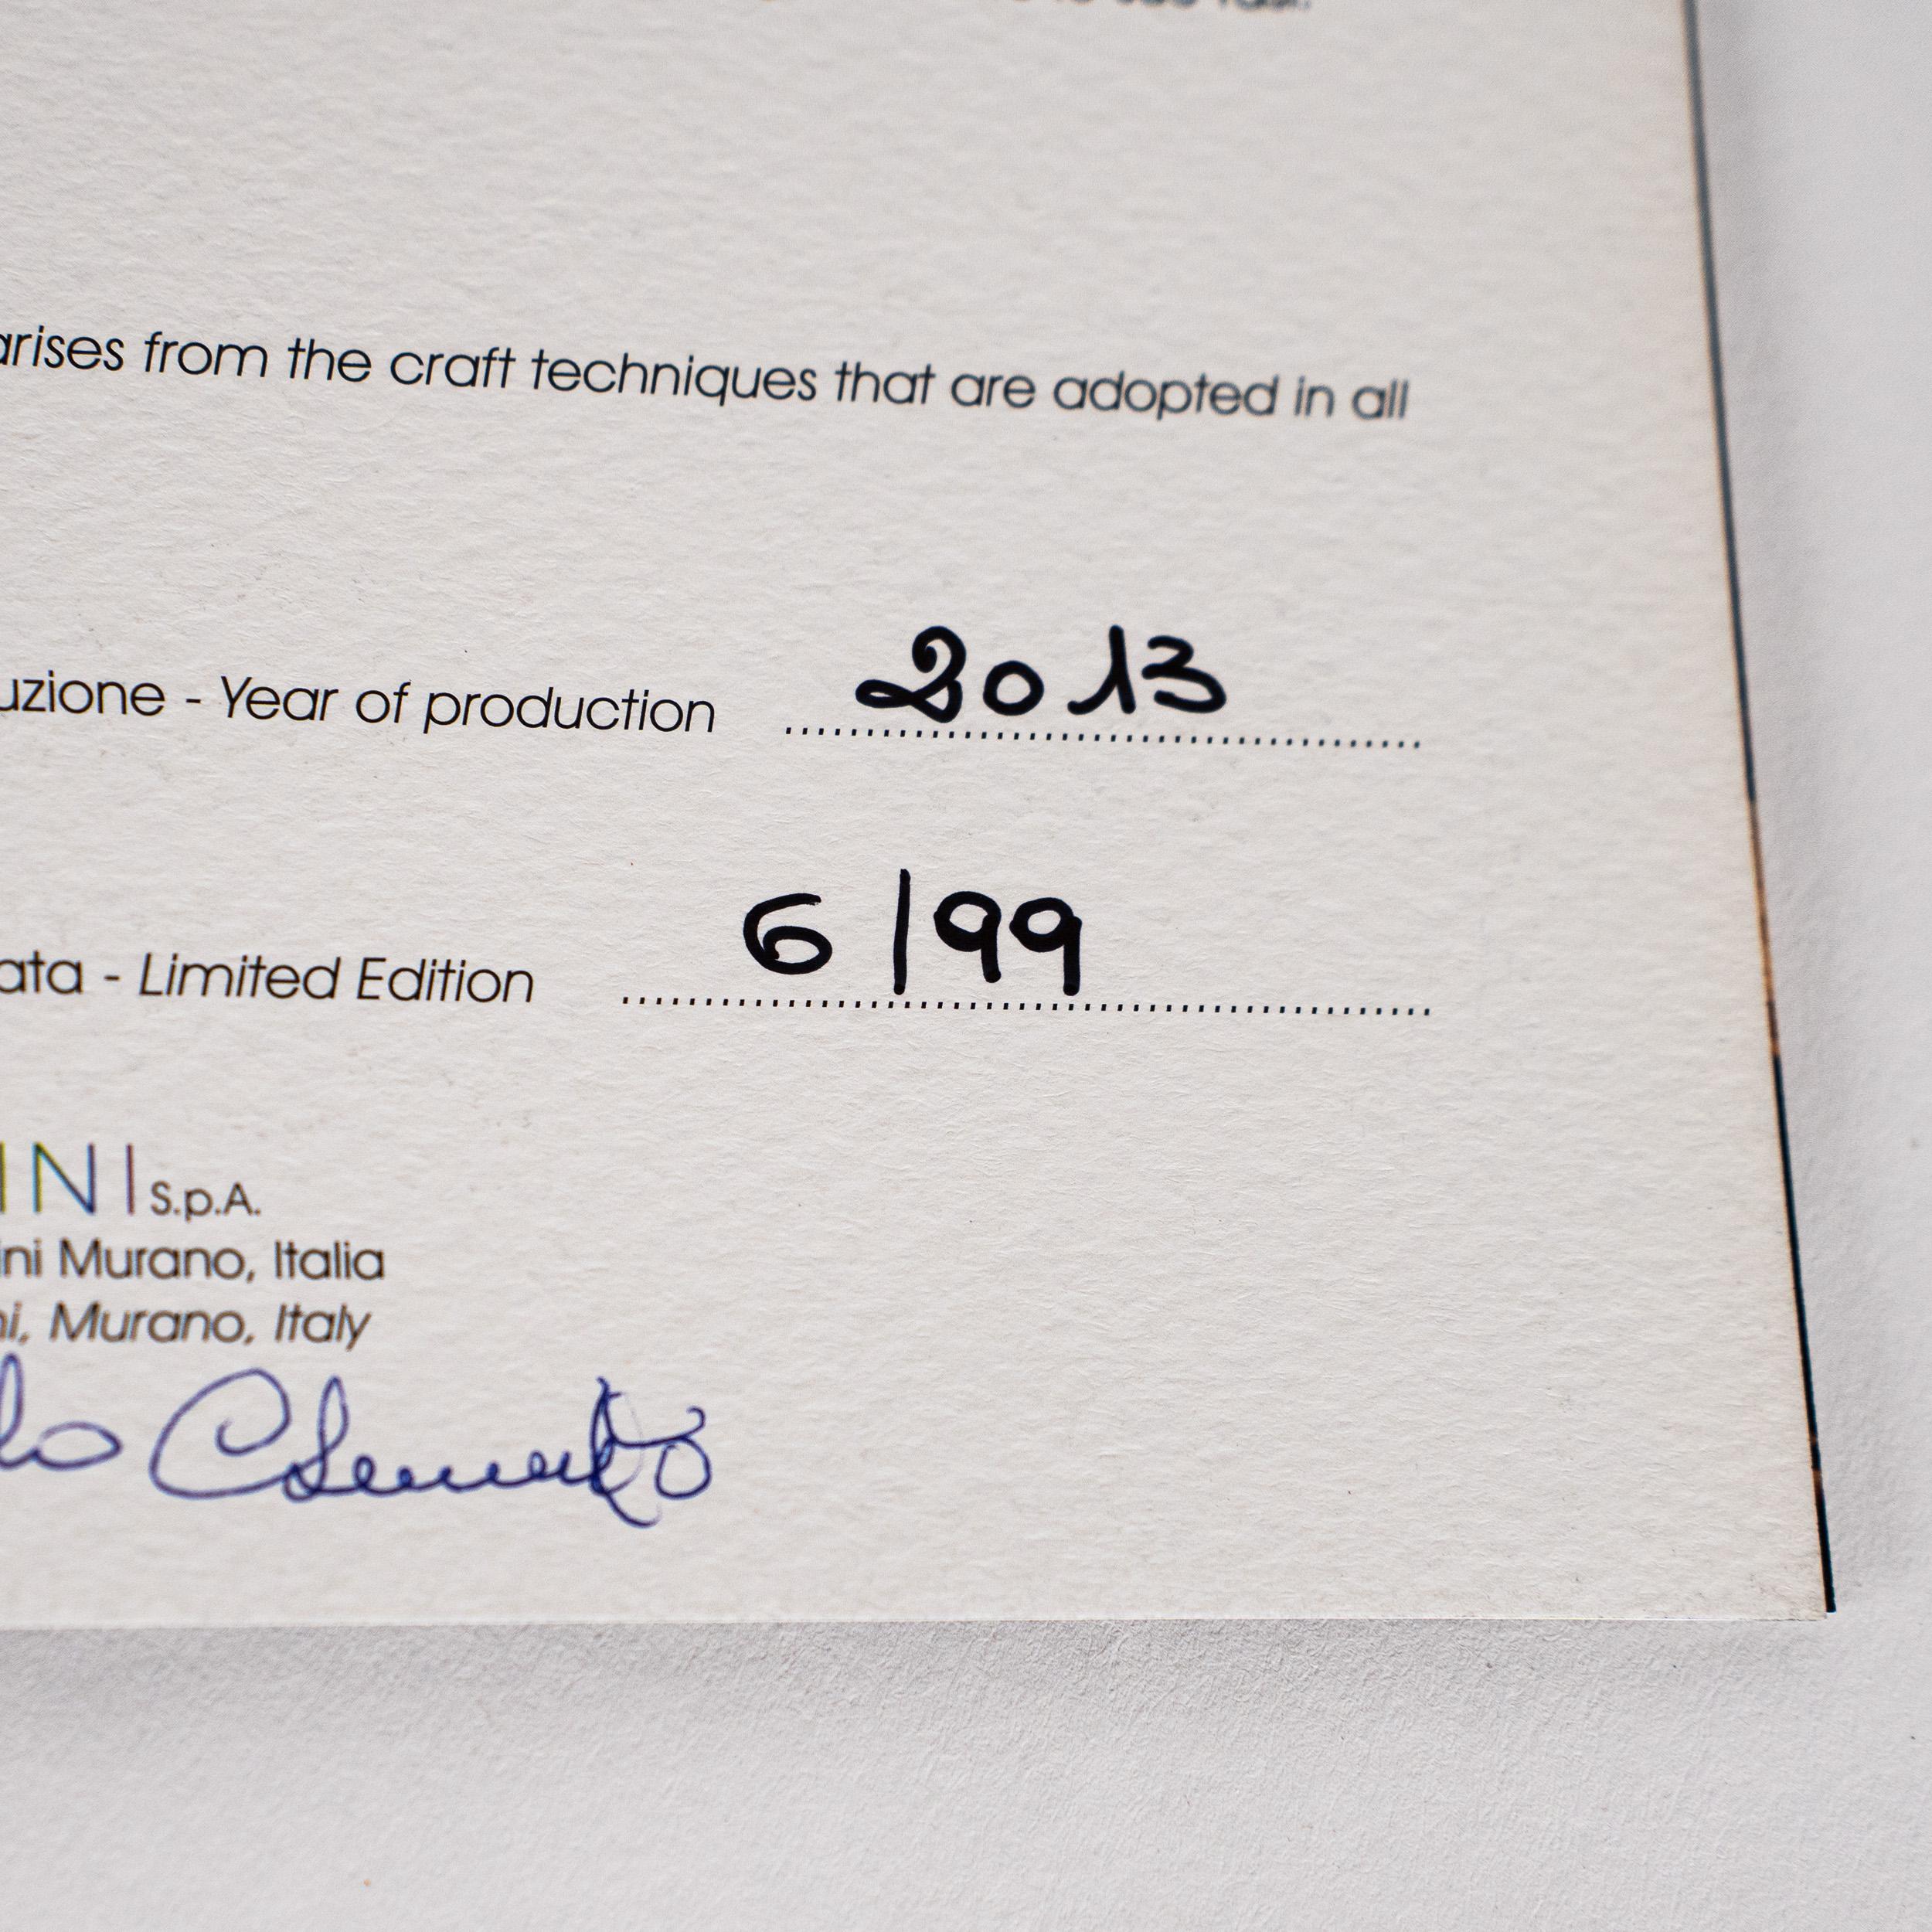 arises from the craft techniques that are adopted in all
uzione - Year of production 2013
ata - Limited Edition 6/99
INI S.p.A.
ini Murano, Italia
ni, Murano, Italy